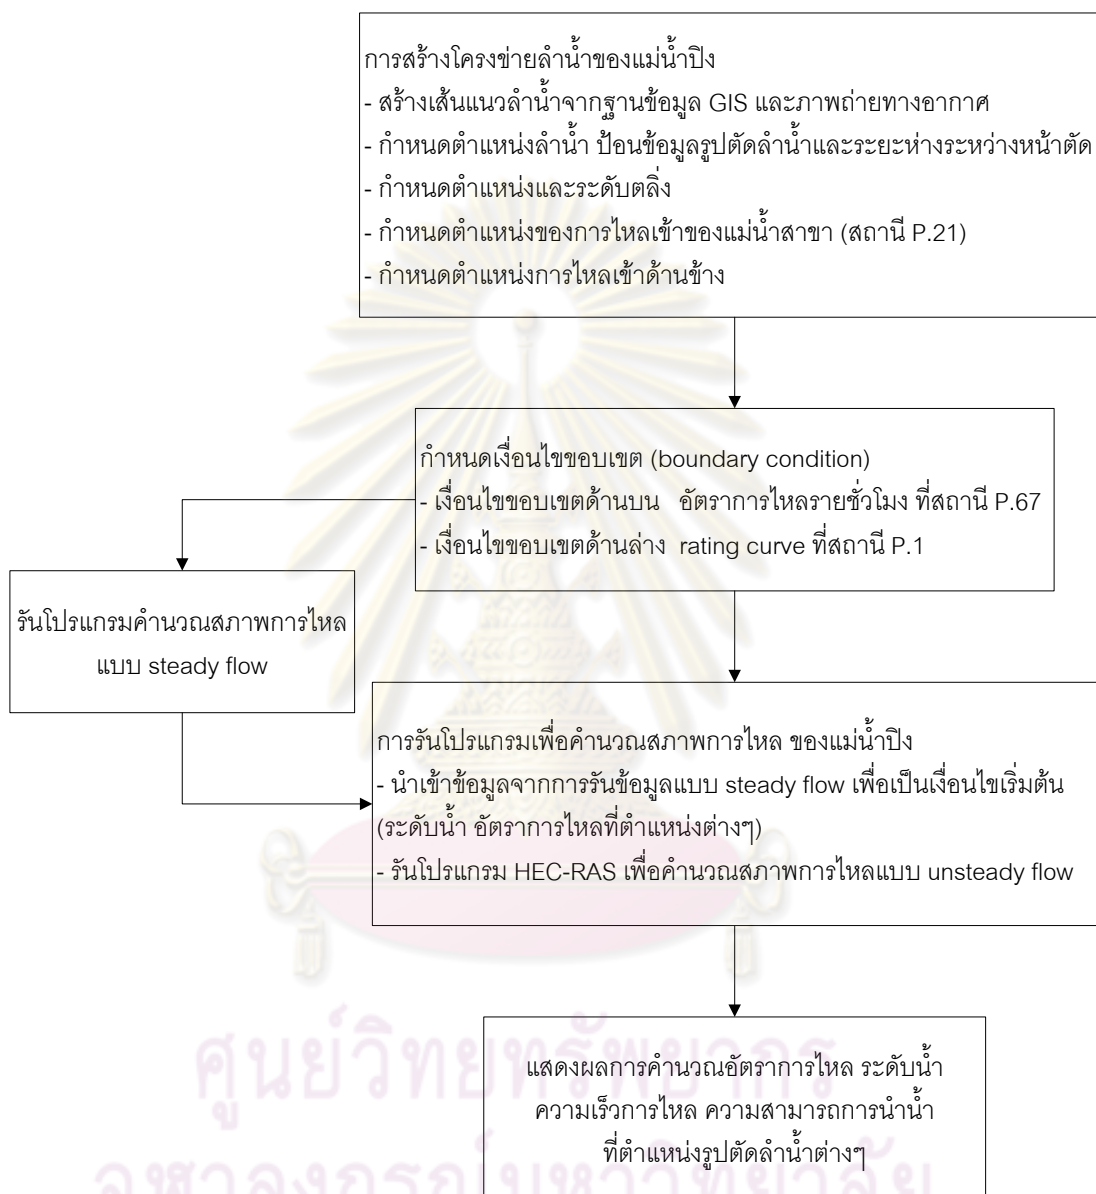 การสร้างโครงข่ายลำน้ำของแม่น้ำปิง
- สร้างเส้นแนวลำน้ำจากฐานข้อมูล GIS และภาพถ่ายทางอากาศ
- กำหนดตำแหน่งลำน้ำ ป้อนข้อมูลรูปตัดลำน้ำและระยะห่างระหว่างหน้าตัด
- กำหนดตำแหน่งและระดับตลิ่ง
- กำหนดตำแหน่งของการไหลเข้าของแม่น้ำสาขา (สถานี P.21)
- กำหนดตำแหน่งการไหลเข้าด้านข้าง
กำหนดเงื่อนไขขอบเขต (boundary condition)
- เงื่อนไขขอบเขตด้านบน อัตราการไหลรายชั่วโมง ที่สถานี P.67
- เงื่อนไขขอบเขตด้านล่าง rating curve ที่สถานี P.1
รันโปรแกรมคำนวณสภาพการไหล
แบบ steady flow
การรันโปรแกรมเพื่อคำนวณสภาพการไหล ของแม่น้ำปิง
- นำเข้าข้อมูลจากการรันข้อมูลแบบ steady flow เพื่อเป็นเงื่อนไขเริ่มต้น
(ระดับน้ำ อัตราการไหลที่ตำแหน่งต่างๆ)
- รันโปรแกรม HEC-RAS เพื่อคำนวณสภาพการไหลแบบ unsteady flow
แสดงผลการคำนวณอัตราการไหล ระดับน้ำ
ความเร็วการไหล ความสามารถการนำน้ำ
ที่ตำแหน่งรูปตัดลำน้ำต่างๆ
ศูนย์วิทยทรัพยากร
จุฬาลงกรณ์มหาวิทยาลัย